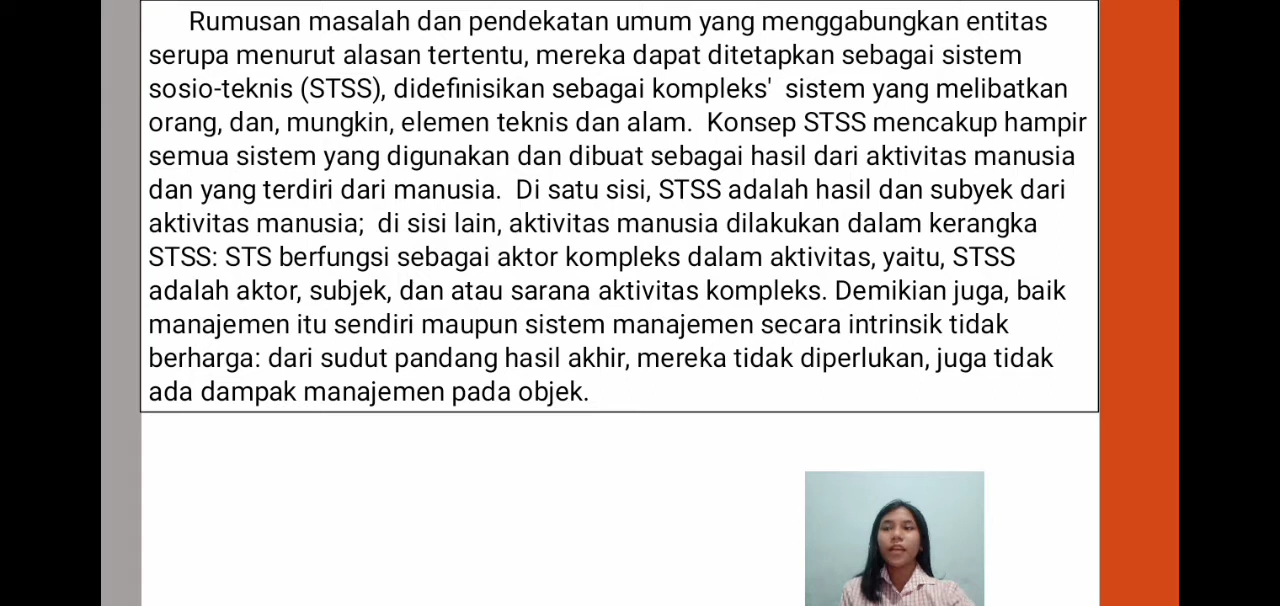 Rumusan masalah dan pendekatan umum yang menggabungkan entitas
serupa menurut alasan tertentu, mereka dapat ditetapkan sebagai sistem
sosio-teknis (STSS), didefinisikan sebagai kompleks'  sistem yang melibatkan
orang, dan, mungkin, elemen teknis dan alam.  Konsep STSS mencakup hampir
semua sistem yang digunakan dan dibuat sebagai hasil dari aktivitas manusia
dan yang terdiri dari manusia.  Di satu sisi, STSS adalah hasil dan subyek dari
aktivitas manusia;  di sisi lain, aktivitas manusia dilakukan dalam kerangka
STSS: STS berfungsi sebagai aktor kompleks dalam aktivitas, yaitu, STSS
adalah aktor, subjek, dan atau sarana aktivitas kompleks. Demikian juga, baik
manajemen itu sendiri maupun sistem manajemen secara intrinsik tidak
berharga: dari sudut pandang hasil akhir, mereka tidak diperlukan, juga tidak
ada dampak manajemen pada objek.